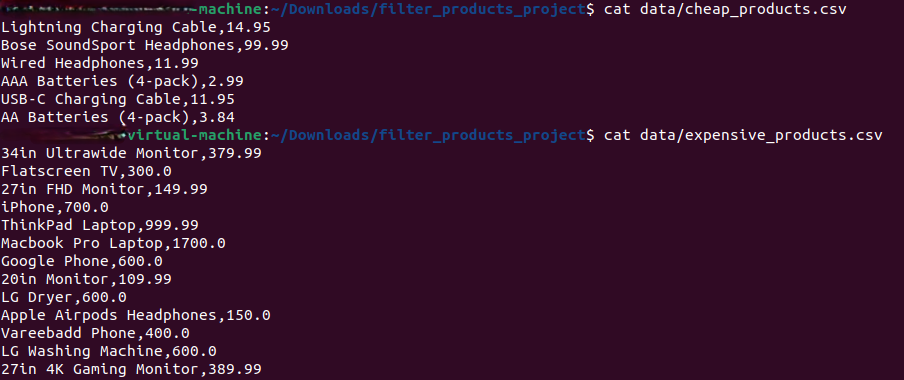 -machine:~/Downloads/filter_products_project$ cat data/cheap_products.csv
Lightning Charging Cable,14.95
Bose SoundSport Headphones,99.99
Wired Headphones,11.99
AAA Batteries (4-pack),2.99
USB-C Charging Cable,11.95
AA Batteries (4-pack),3.84
virtual-machine:~/Downloads/filter_products_project$ cat data/expensive_products.csv
34in Ultrawide Monitor,379.99
Flatscreen TV,300.0
27in FHD Monitor,149.99
iPhone,700.0
ThinkPad Laptop,999.99
Macbook Pro Laptop,1700.0
Google Phone,600.0
20in Monitor,109.99
LG Dryer,600.0
Apple Airpods Headphones,150.0
Vareebadd Phone,400.0
LG Washing Machine,600.0
27in 4K Gaming Monitor,389.99